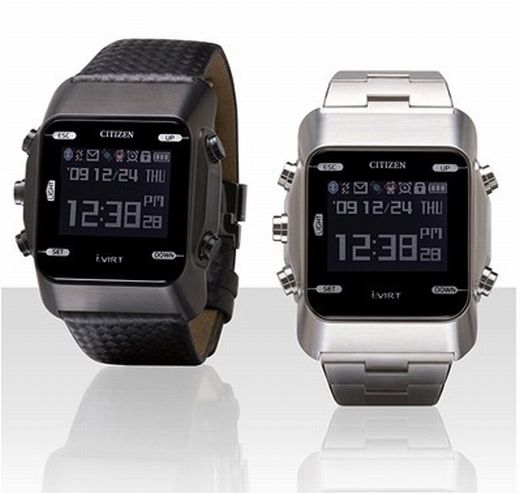 ESC
UP
CITIZEN
'09 12/24 THU
LIGHT
12:38 PM 28
SET
DOWN
i:VIRT
ESC
UP
CITIZEN
'09 12/24 THU
LIGHT
12:38 PM 28
SET
DOWN
i:VIRT